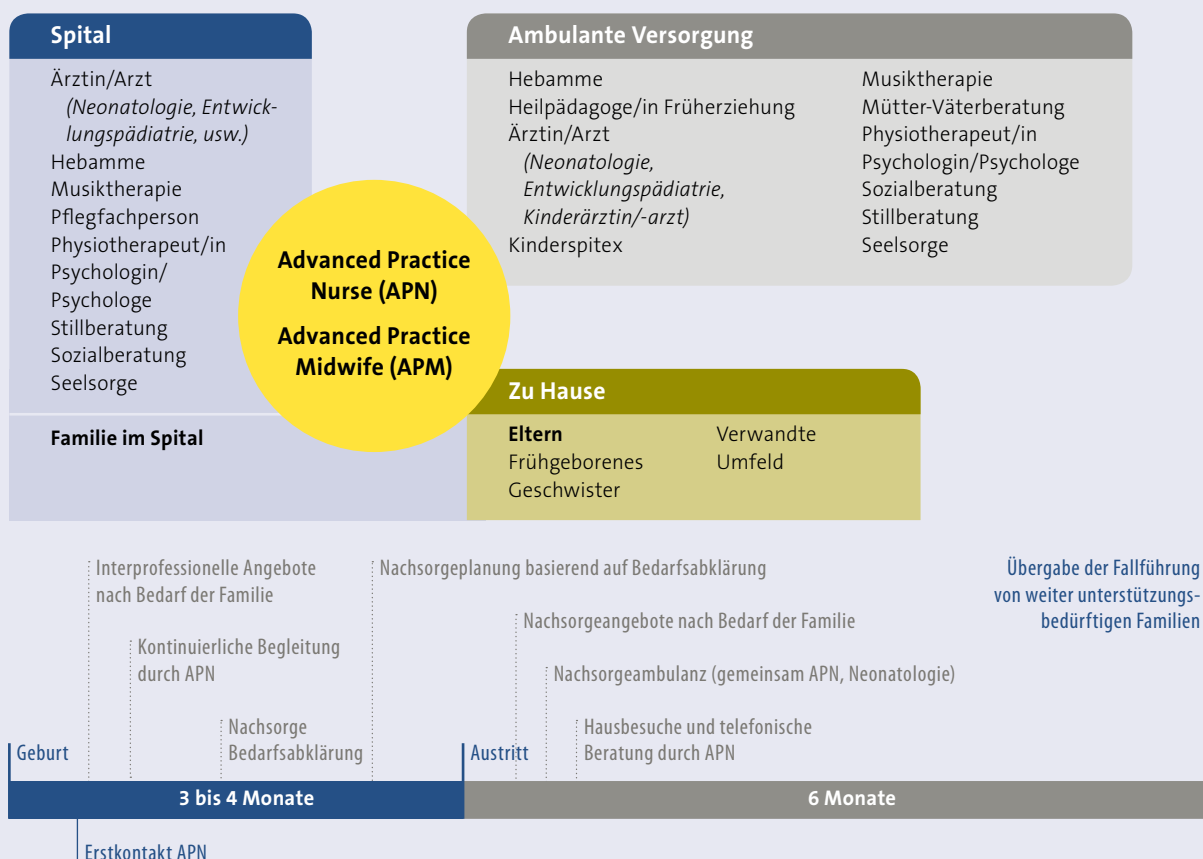 Spital
Ärztin/Arzt
(Neonatologie, Entwick-
lungspädiatrie, usw.)
Hebamme
Musiktherapie
Pflegfachperson
Physiotherapeut/in
Psychologin/
Psychologe
Stillberatung
Sozialberatung
Seelsorge
Familie im Spital
Advanced Practice
Nurse (APN)
Advanced Practice
Midwife (APM)
Ambulante Versorgung
Hebamme
Heilpädagoge/in Früherziehung
Ärztin/Arzt
(Neonatologie,
Entwicklungspädiatrie,
Kinderärztin/-arzt)
Kinderspitex
Musiktherapie
Mütter-Väterberatung
Physiotherapeut/in
Psychologin/Psychologe
Sozialberatung
Stillberatung
Seelsorge
Zu Hause
Eltern
Frühgeborenes
Geschwister
Verwandte
Umfeld
Interprofessionelle Angebote
nach Bedarf der Familie
Kontinuierliche Begleitung
durch APN
Nachsorge
Bedarfsabklärung
Nachsorgeplanung basierend auf Bedarfsabklärung
Nachsorgeangebote nach Bedarf der Familie
Nachsorgeambulanz (gemeinsam APN, Neonatologie)
Hausbesuche und telefonische
Beratung durch APN
Übergabe der Fallführung
von weiter unterstützungs-
bedürftigen Familien
Geburt
Austritt
3 bis 4 Monate
6 Monate
Erstkontakt APN